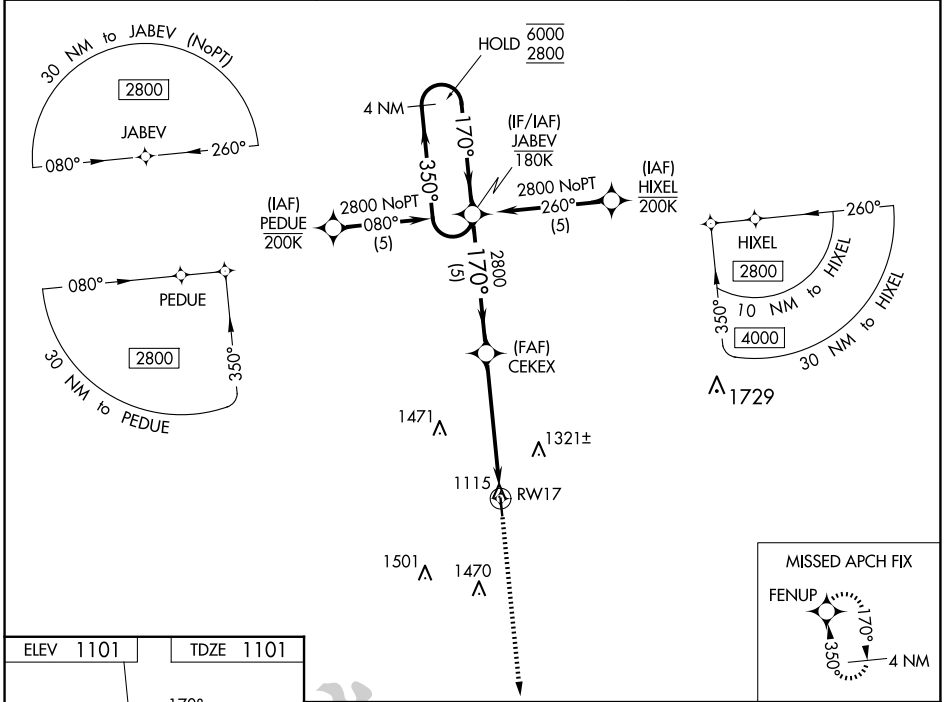 30 NM to JABEV (NoPT)
2800
JABEV
080°
260°
HOLD 6000
2800
4 NM
170°
350°
(IF/IAF)
JABEV
180K
(IAF)
PEDUE
200K
2800 NoPT
080°
(5)
2800 NoPT
260°
(5)
(IAF)
HIXEL
200K
2800
170°
(5)
(FAF)
CEKEX
080°
PEDUE
2800
350°
30 NM to PEDUE
260°
HIXEL
2800
10 NM to HIXEL
350°
4000
30 NM to HIXEL
1729
1471
1321±
1115
RW17
1501
1470
MISSED APCH FIX
FENUP
170°
350°
4 NM
ELEV 1101
TDZE 1101